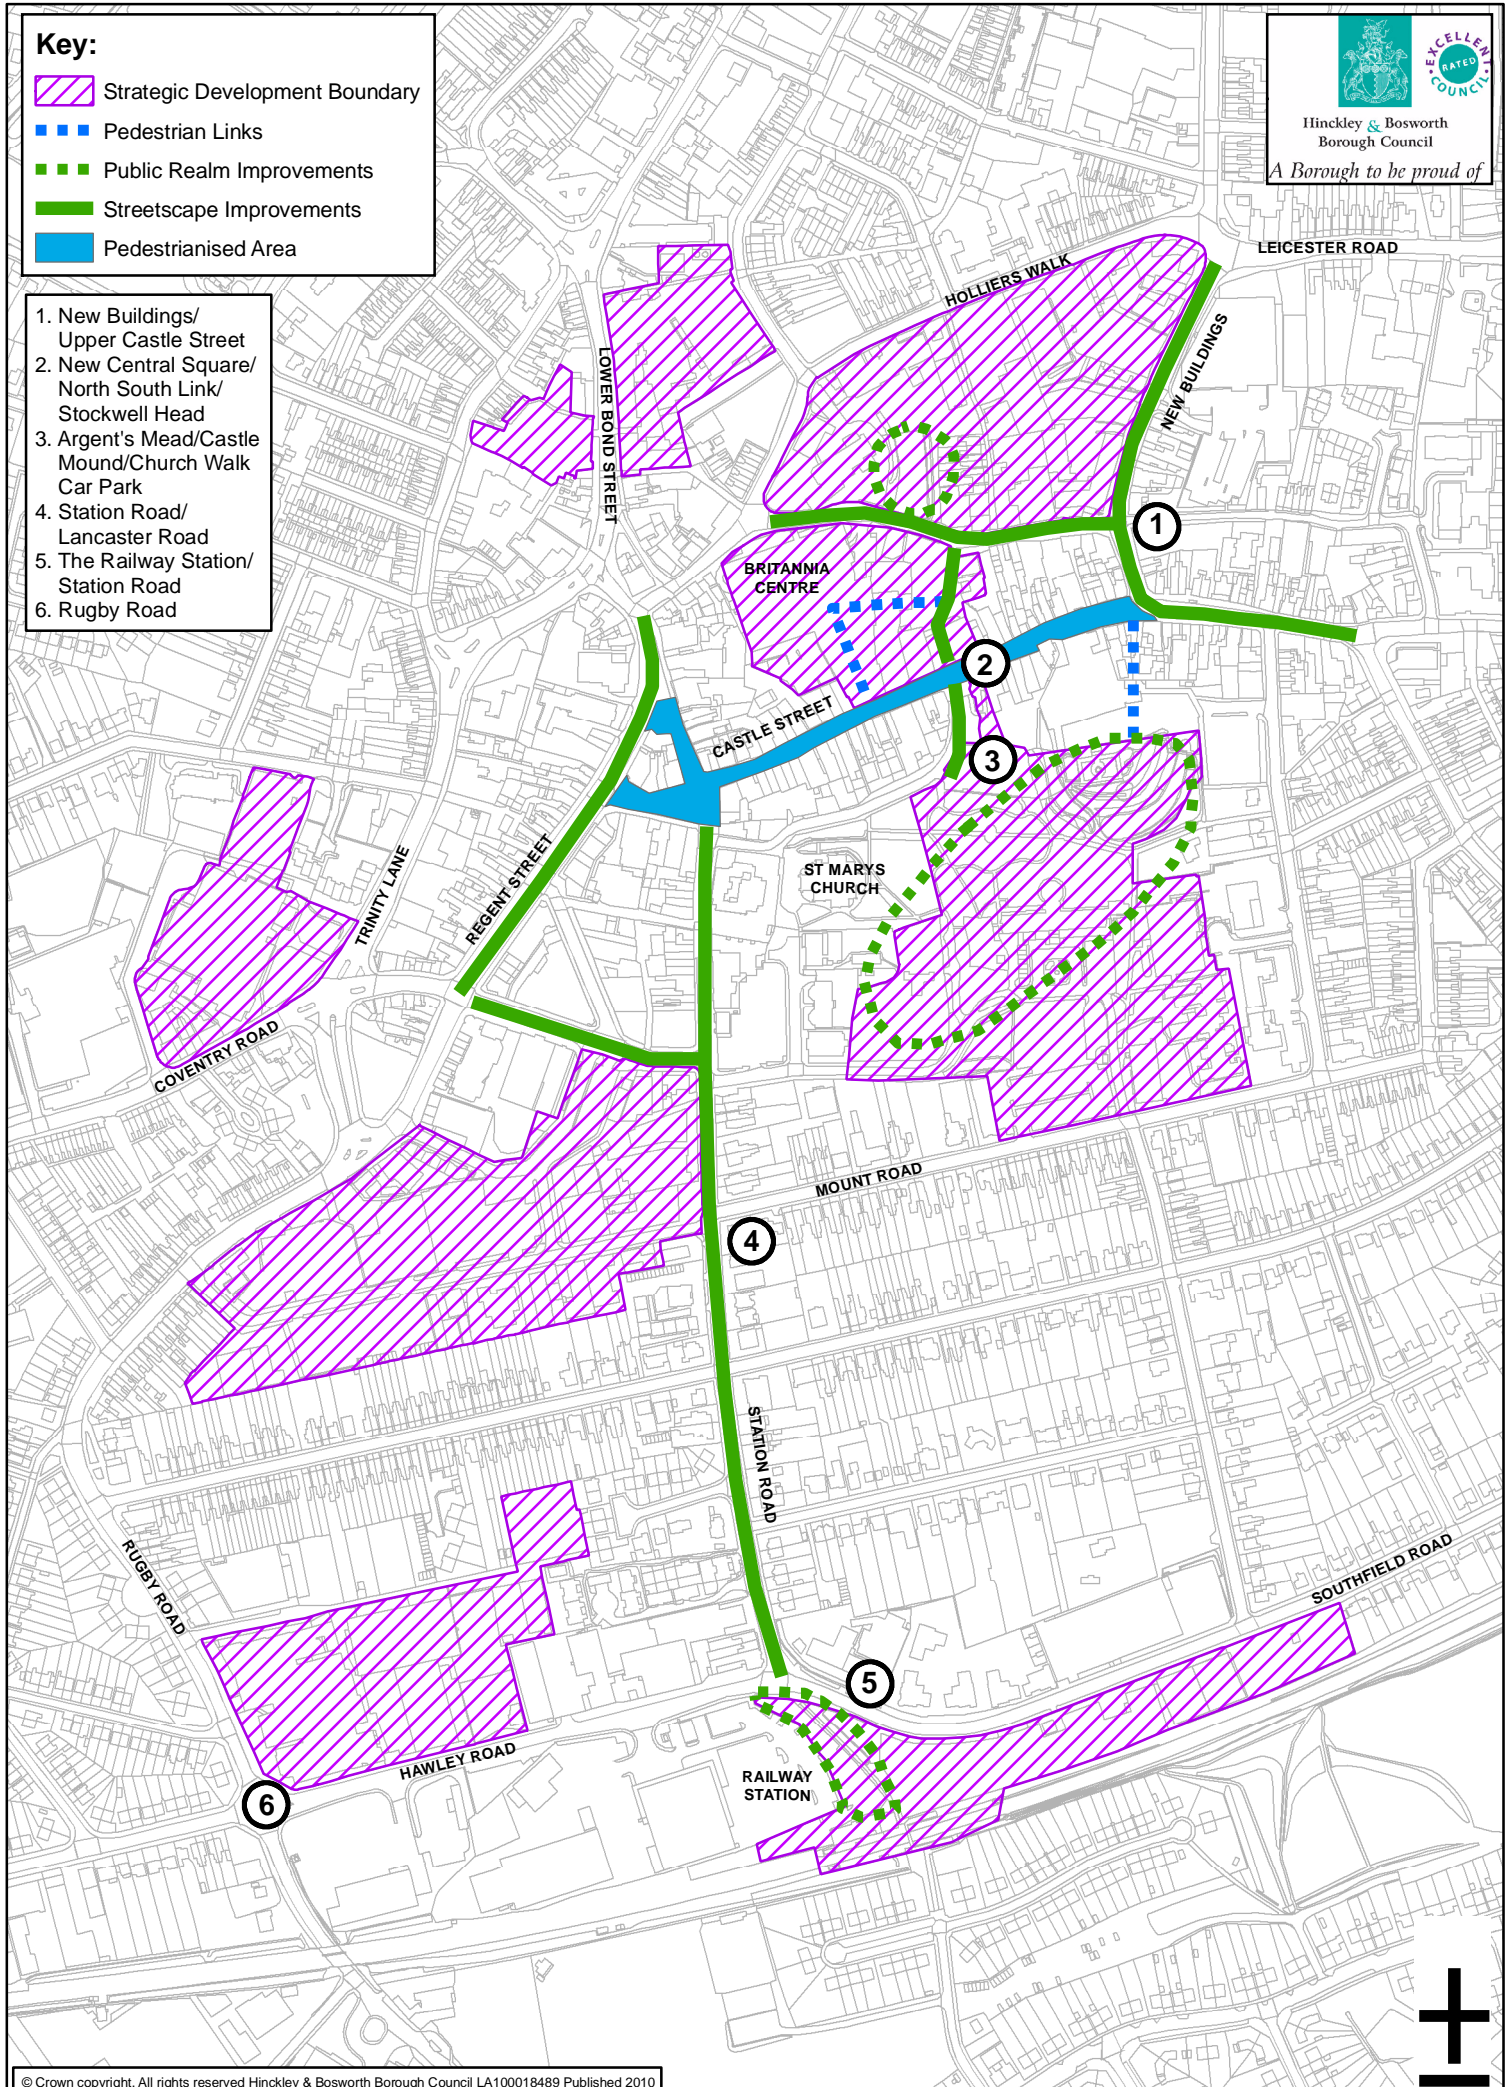 Key:
Strategic Development Boundary
Pedestrian Links
Public Realm Improvements
Streetscape Improvements
Pedestrianised Area
EXCELLENT
RATED
COUNCIL
Hinckley & Bosworth
Borough Council
A Borough to be proud of
1. New Buildings/
Upper Castle Street
2. New Central Square/
North South Link/
Stockwell Head
3. Argent's Mead/Castle
Mound/Church Walk
Car Park
4. Station Road/
Lancaster Road
5. The Railway Station/
Station Road
6. Rugby Road
LEICESTER ROAD
HOLLIERS WALK
NEW BUILDINGS
LOWER BOND STREET
1
BRITANNIA
CENTRE
2
CASTLE STREET
3
ST MARYS
CHURCH
REGENT STREET
TRINITY LANE
COVENTRY ROAD
MOUNT ROAD
4
STATION ROAD
RUGBY ROAD
SOUTHFIELD ROAD
5
HAWLEY ROAD
RAILWAY
STATION
6
© Crown copyright. All rights reserved Hinckley & Bosworth Borough Council LA100018489 Published 2010